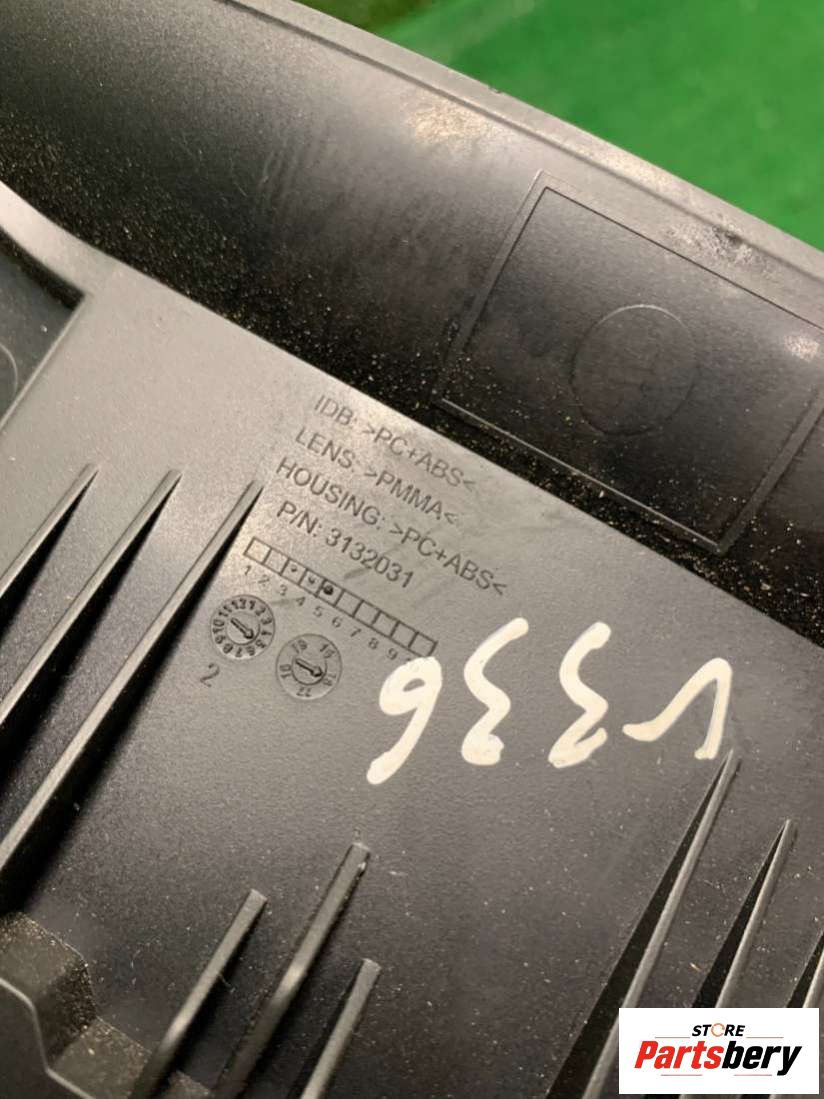 IDB: >PC+ABS<
LENS: >PMMA<
HOUSING: >PC+ABS<
P/N: 3132031
1 2 3 4 5 6 7 8 9
2
V336
STORE
Partsbery